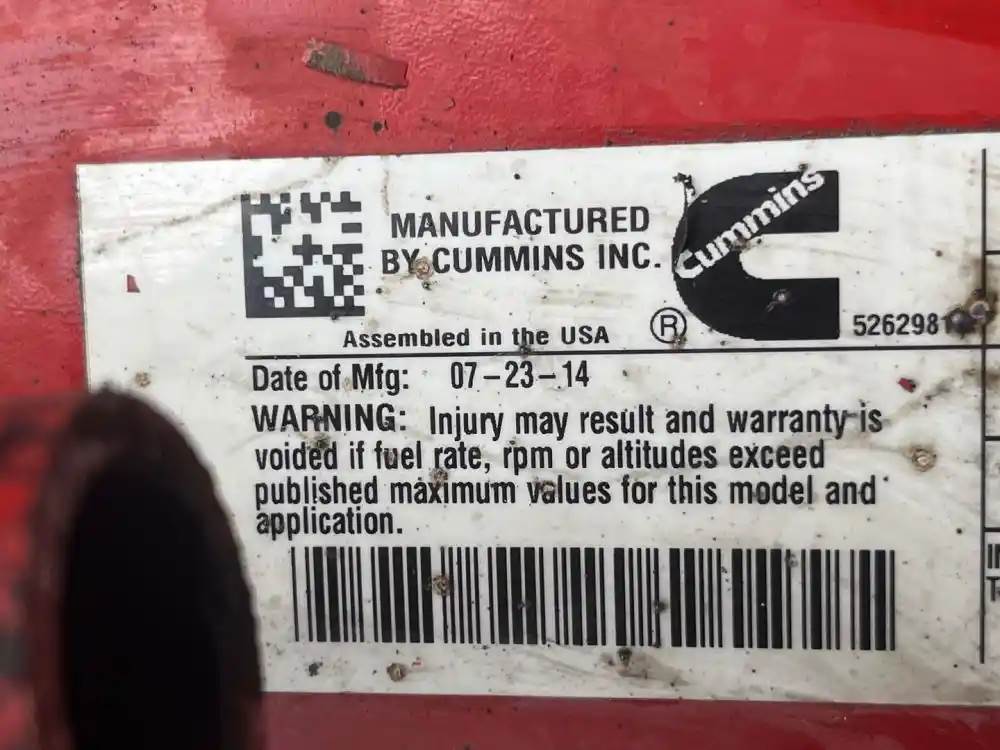 MANUFACTURED
BY CUMMINS INC.
Cummins
®
Assembled in the USA
Date of Mfg: 07-23-14
WARNING: Injury may result and warranty is
voided if fuel rate, rpm or altitudes exceed
published maximum values for this model and
application.